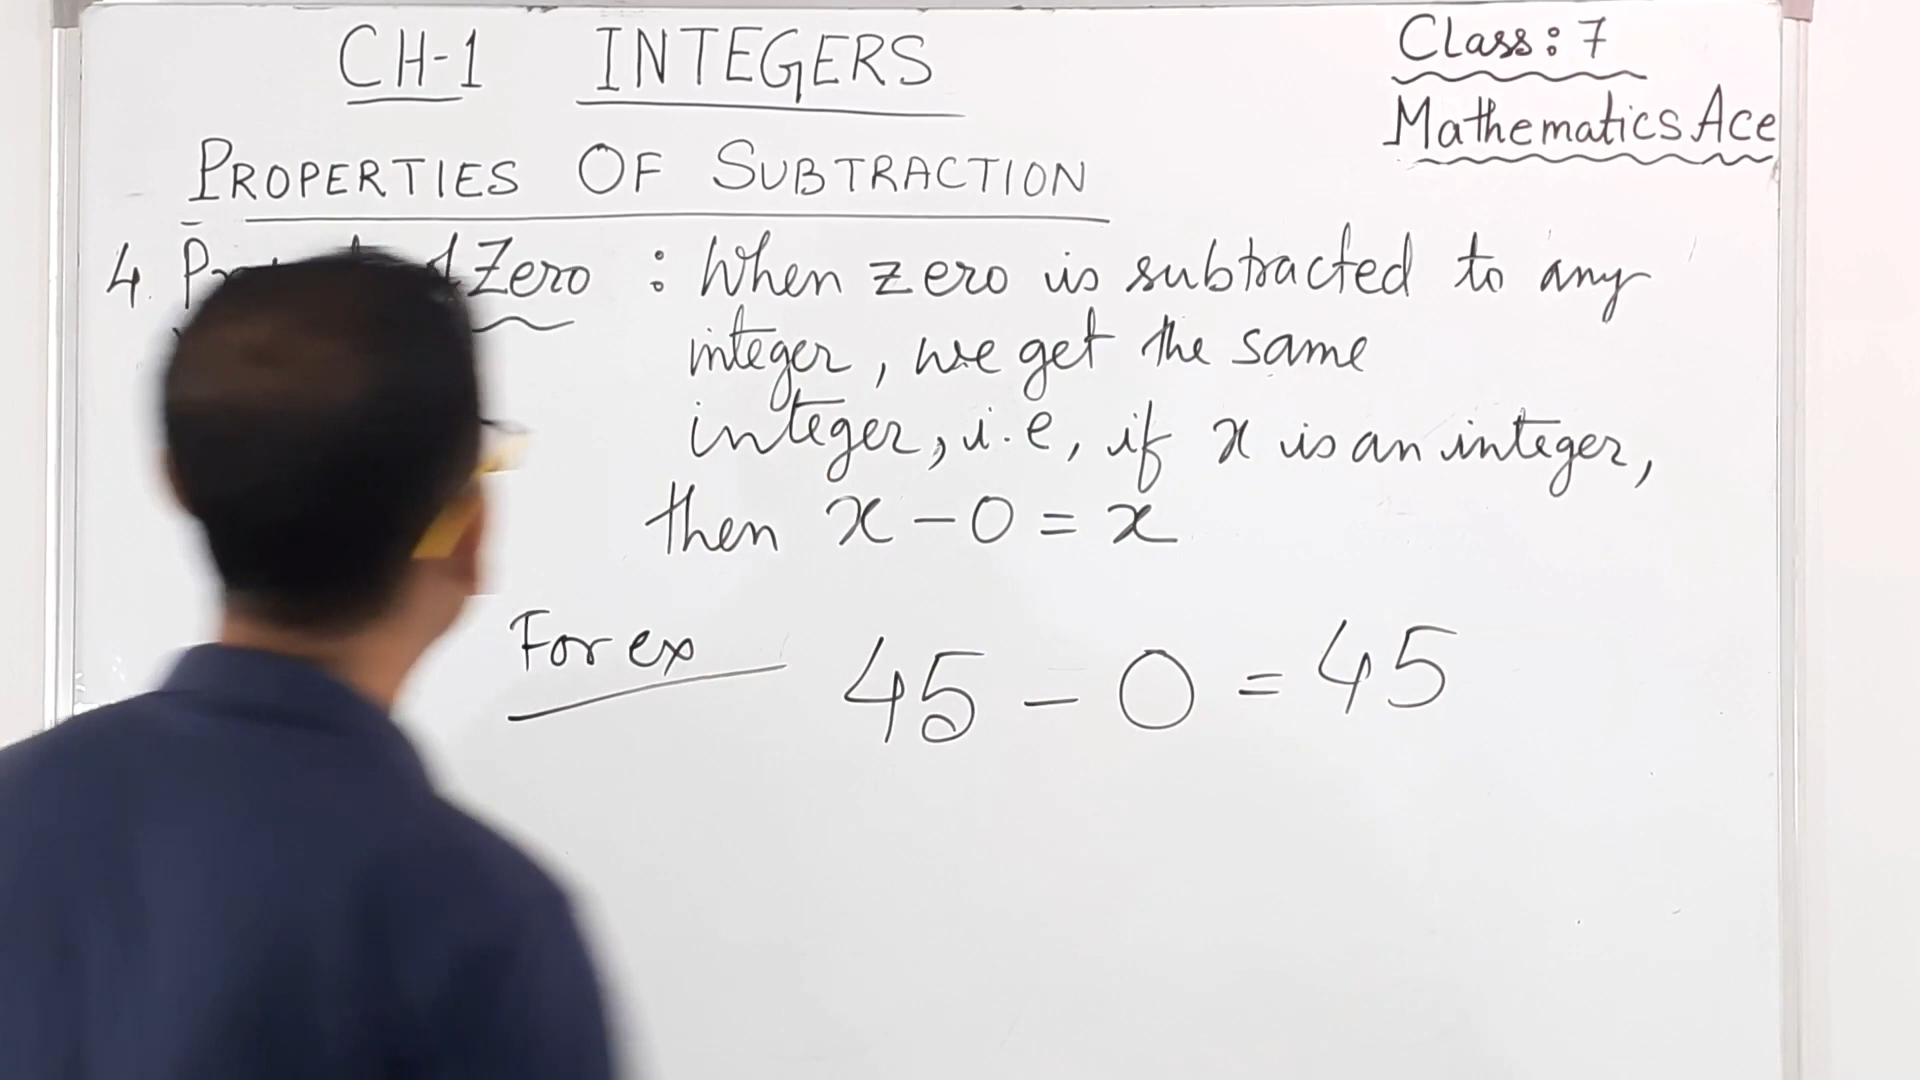 CH-1 INTEGERS
Class: 7
Mathematics Ace
PROPERTIES OF SUBTRACTION
4. Zero : When zero is subtracted to any
integer, we get the same
integer, i.e, if x is an integer,
then x - 0 = x
For ex 45 - 0 = 45